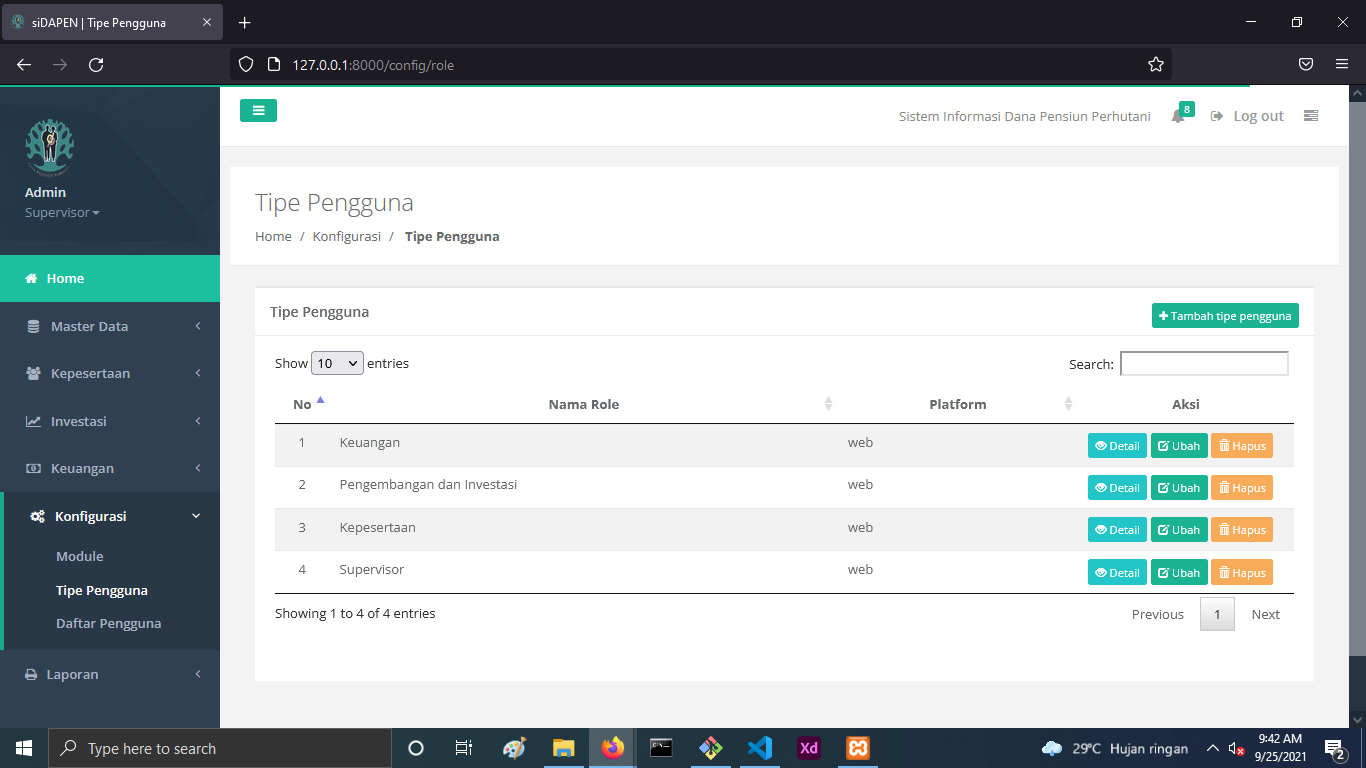 siDAPEN | Tipe Pengguna
127.0.0.1:8000/config/role
Admin
Supervisor
Home
Master Data
Kepesertaan
Investasi
Keuangan
Konfigurasi
Module
Tipe Pengguna
Daftar Pengguna
Laporan
Sistem Informasi Dana Pensiun Perhutani 8 Log out
Tipe Pengguna
Home / Konfigurasi / Tipe Pengguna
Tipe Pengguna Tambah tipe pengguna
Show 10 entries Search:
No Nama Role Platform Aksi
1 Keuangan web Detail Ubah Hapus
2 Pengembangan dan Investasi web Detail Ubah Hapus
3 Kepesertaan web Detail Ubah Hapus
4 Supervisor web Detail Ubah Hapus
Showing 1 to 4 of 4 entries Previous 1 Next
Type here to search Xd 29°C Hujan ringan 9:42 AM
9/25/2021 2